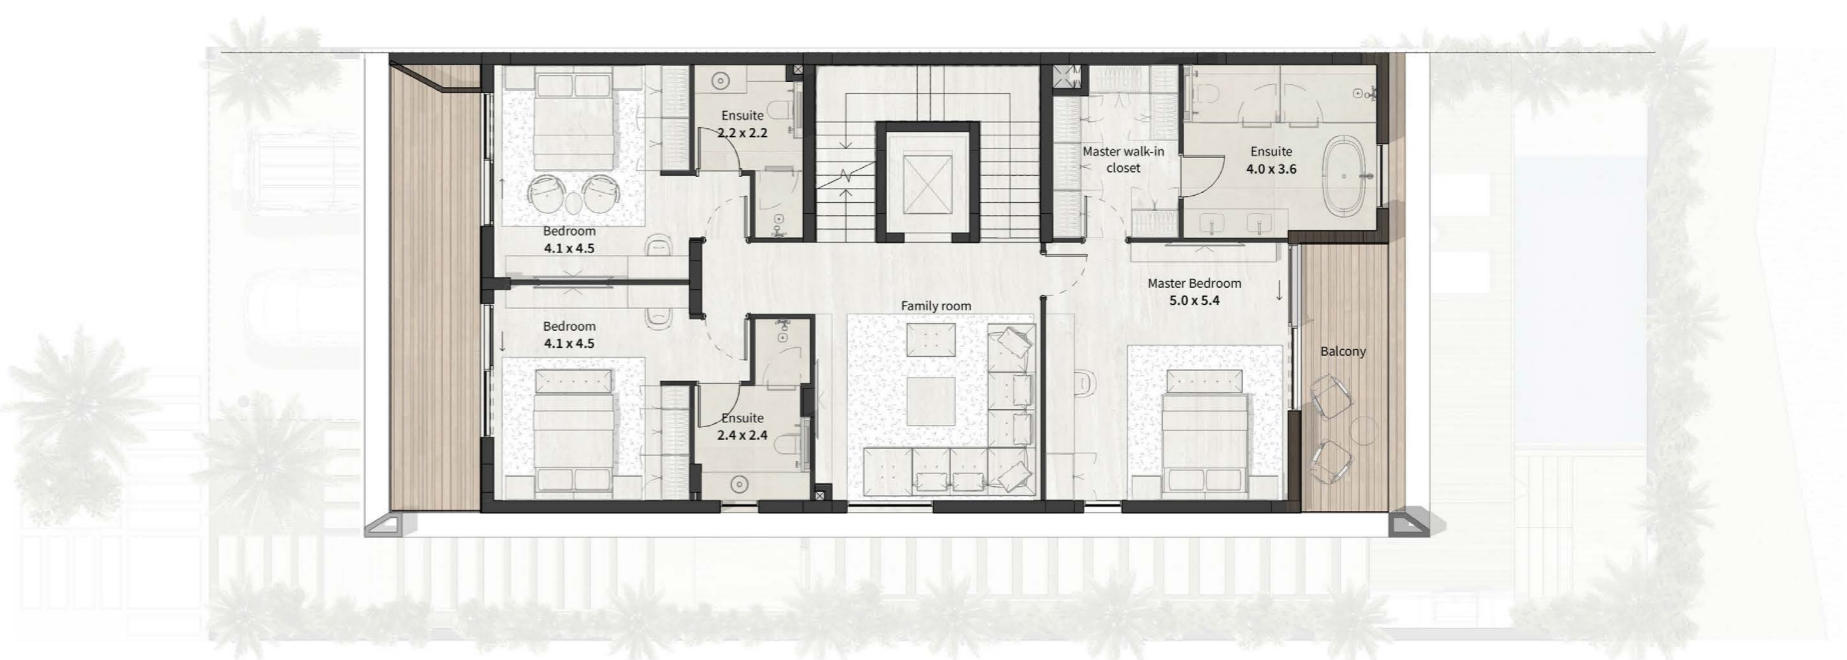 Ensuite
2.2 x 2.2
Master walk-in
closet
Ensuite
4.0 x 3.6
Bedroom
4.1 x 4.5
Master Bedroom
5.0 x 5.4
Family room
Bedroom
4.1 x 4.5
Balcony
Ensuite
2.4 x 2.4